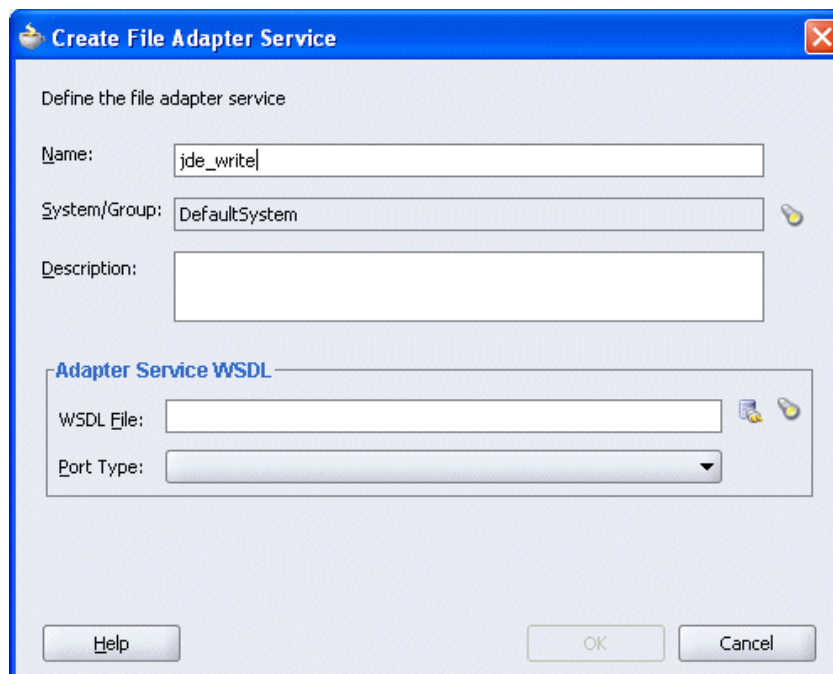 Create File Adapter Service
Define the file adapter service
Name: jde_write
System/Group: DefaultSystem
Description:
Adapter Service WSDL
WSDL File:
Port Type:
Help OK Cancel